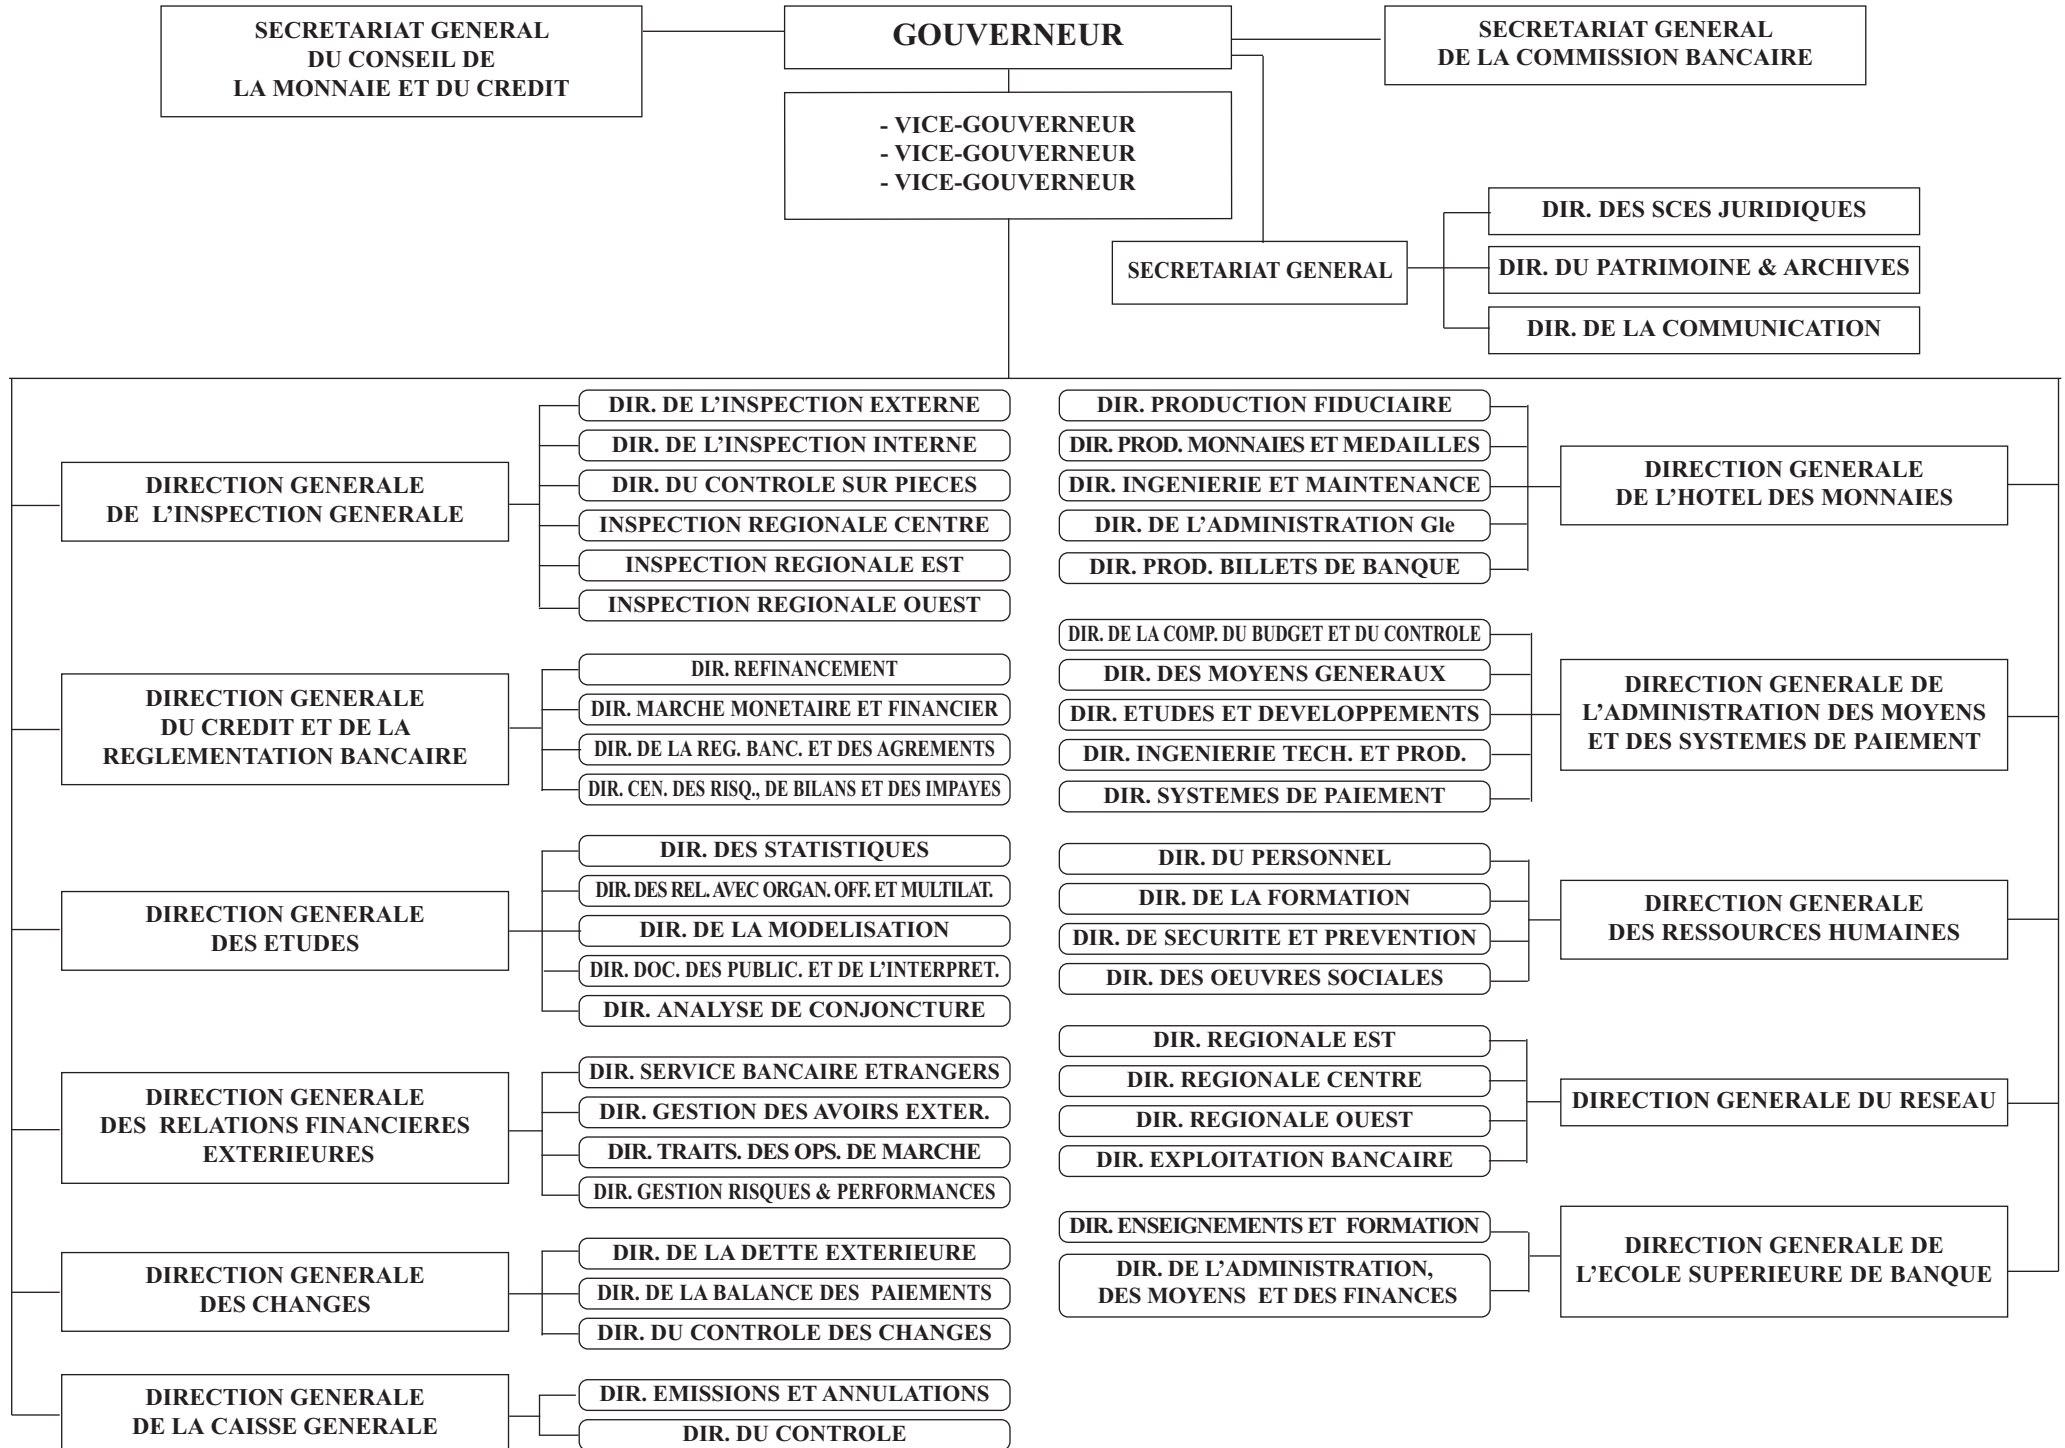 SECRETARIAT GENERAL
DU CONSEIL DE
LA MONNAIE ET DU CREDIT
GOUVERNEUR
SECRETARIAT GENERAL
DE LA COMMISSION BANCAIRE
- VICE-GOUVERNEUR
- VICE-GOUVERNEUR
- VICE-GOUVERNEUR
SECRETARIAT GENERAL
DIR. DES SCES JURIDIQUES
DIR. DU PATRIMOINE & ARCHIVES
DIR. DE LA COMMUNICATION
DIRECTION GENERALE
DE L'INSPECTION GENERALE
DIR. DE L'INSPECTION EXTERNE
DIR. DE L'INSPECTION INTERNE
DIR. DU CONTROLE SUR PIECES
INSPECTION REGIONALE CENTRE
INSPECTION REGIONALE EST
INSPECTION REGIONALE OUEST
DIRECTION GENERALE
DU CREDIT ET DE LA
REGLEMENTATION BANCAIRE
DIR. REFINANCEMENT
DIR. MARCHE MONETAIRE ET FINANCIER
DIR. DE LA REG. BANC. ET DES AGREMENTS
DIR. CEN. DES RISQ., DE BILANS ET DES IMPAYES
DIRECTION GENERALE
DES ETUDES
DIR. DES STATISTIQUES
DIR. DES REL. AVEC ORGAN. OFF. ET MULTILAT.
DIR. DE LA MODELISATION
DIR. DOC. DES PUBLIC. ET DE L'INTERPRET.
DIR. ANALYSE DE CONJONCTURE
DIRECTION GENERALE
DES RELATIONS FINANCIERES
EXTERIEURES
DIR. SERVICE BANCAIRE ETRANGERS
DIR. GESTION DES AVOIRS EXTER.
DIR. TRAITS. DES OPS. DE MARCHE
DIR. GESTION RISQUES & PERFORMANCES
DIRECTION GENERALE
DES CHANGES
DIR. DE LA DETTE EXTERIEURE
DIR. DE LA BALANCE DES PAIEMENTS
DIR. DU CONTROLE DES CHANGES
DIRECTION GENERALE
DE LA CAISSE GENERALE
DIR. EMISSIONS ET ANNULATIONS
DIR. DU CONTROLE
DIR. PRODUCTION FIDUCIAIRE
DIR. PROD. MONNAIES ET MEDAILLES
DIR. INGENIERIE ET MAINTENANCE
DIR. DE L'ADMINISTRATION Gle
DIR. PROD. BILLETS DE BANQUE
DIRECTION GENERALE
DE L'HOTEL DES MONNAIES
DIR. DE LA COMP. DU BUDGET ET DU CONTROLE
DIR. DES MOYENS GENERAUX
DIR. ETUDES ET DEVELOPPEMENTS
DIR. INGENIERIE TECH. ET PROD.
DIR. SYSTEMES DE PAIEMENT
DIRECTION GENERALE DE
L'ADMINISTRATION DES MOYENS
ET DES SYSTEMES DE PAIEMENT
DIR. DU PERSONNEL
DIR. DE LA FORMATION
DIR. DE SECURITE ET PREVENTION
DIR. DES OEUVRES SOCIALES
DIRECTION GENERALE
DES RESSOURCES HUMAINES
DIR. REGIONALE EST
DIR. REGIONALE CENTRE
DIR. REGIONALE OUEST
DIR. EXPLOITATION BANCAIRE
DIRECTION GENERALE DU RESEAU
DIR. ENSEIGNEMENTS ET FORMATION
DIR. DE L'ADMINISTRATION,
DES MOYENS ET DES FINANCES
DIRECTION GENERALE DE
L'ECOLE SUPERIEURE DE BANQUE